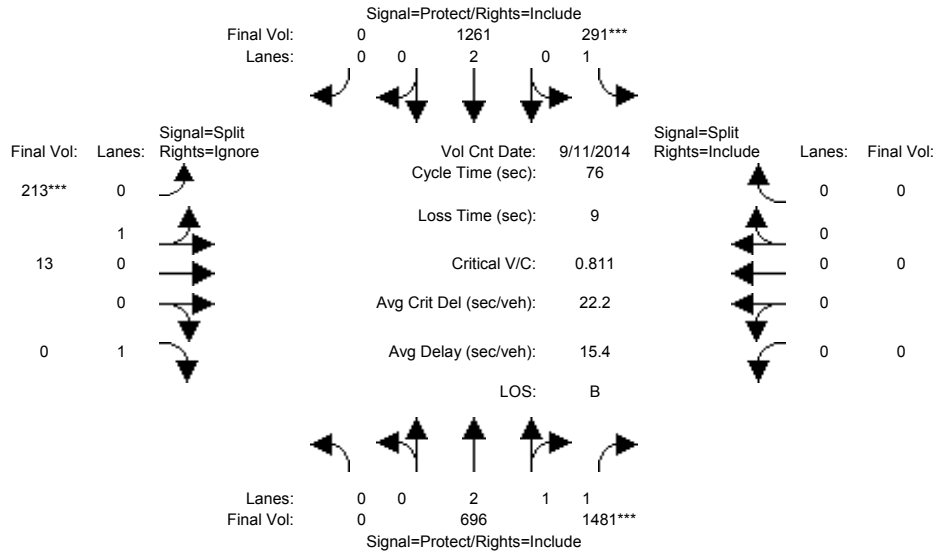 Signal=Protect/Rights=Include
Final Vol: 0 1261 291***
Lanes: 0 0 2 0 1
Signal=Split Signal=Split
Final Vol: Lanes: Rights=Ignore Vol Cnt Date: 9/11/2014 Rights=Include Lanes: Final Vol:
Cycle Time (sec): 76
213*** 0 0 0
Loss Time (sec): 9
1 0
13 0 Critical V/C: 0.811 0 0
0 Avg Crit Del (sec/veh): 22.2 0
0 1 Avg Delay (sec/veh): 15.4 0 0
LOS: B
Lanes: 0 0 2 1 1
Final Vol: 0 696 1481***
Signal=Protect/Rights=Include